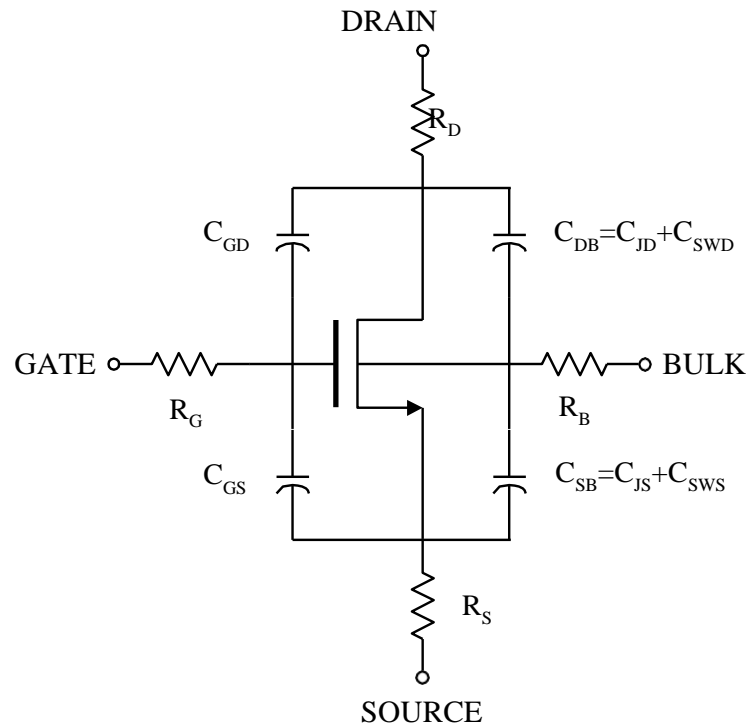 DRAIN
R_D
C_GD
C_DB=C_JD+C_SWD
GATE
BULK
R_G
R_B
C_GS
C_SB=C_JS+C_SWS
R_S
SOURCE